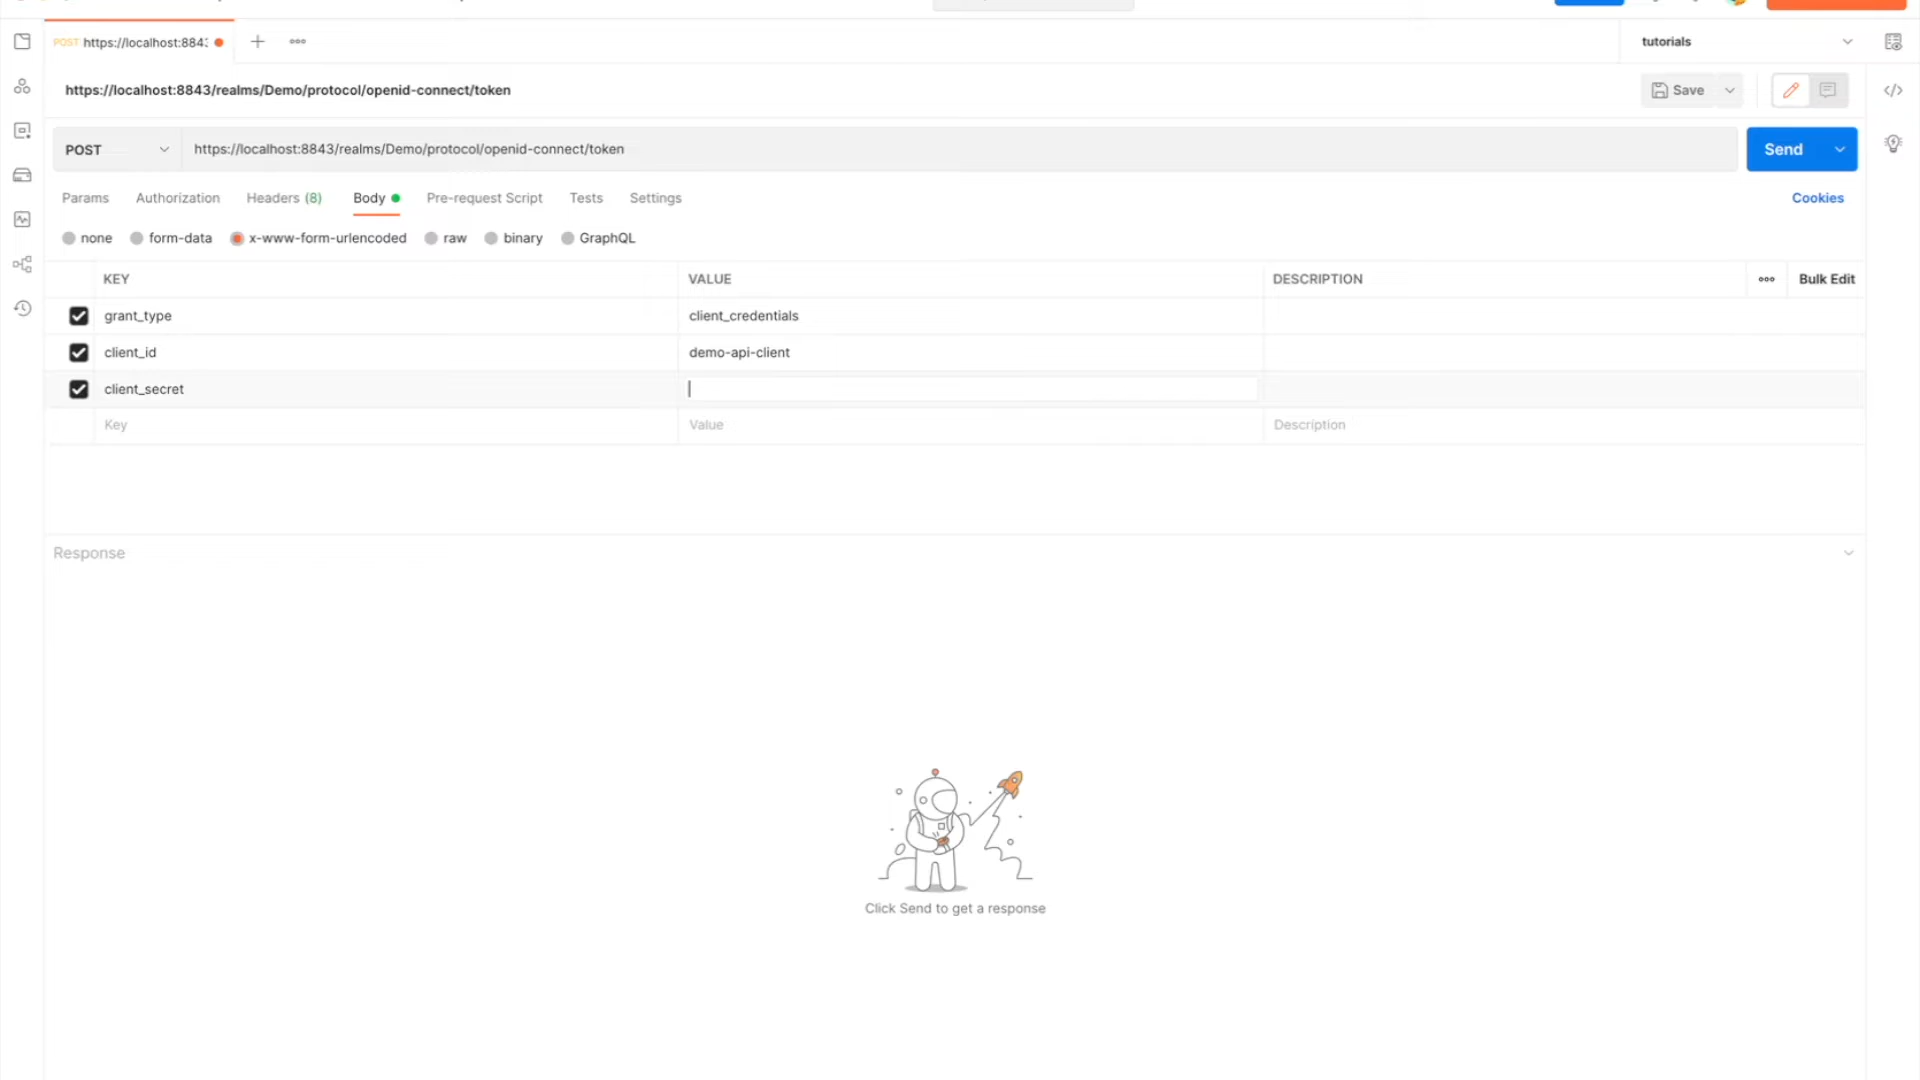 POST https://localhost:884
tutorials
https://localhost:8843/realms/Demo/protocol/openid-connect/token
Save
POST https://localhost:8843/realms/Demo/protocol/openid-connect/token Send
Params Authorization Headers (8) Body Pre-request Script Tests Settings Cookies
none form-data x-www-form-urlencoded raw binary GraphQL
KEY VALUE DESCRIPTION Bulk Edit
grant_type client_credentials
client_id demo-api-client
client_secret
Key Value Description
Response
Click Send to get a response